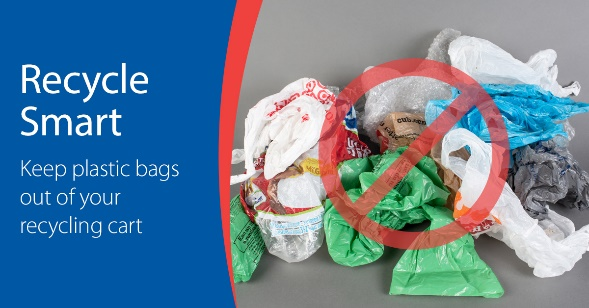 Recycle
Smart
Keep plastic bags
out of your
recycling cart